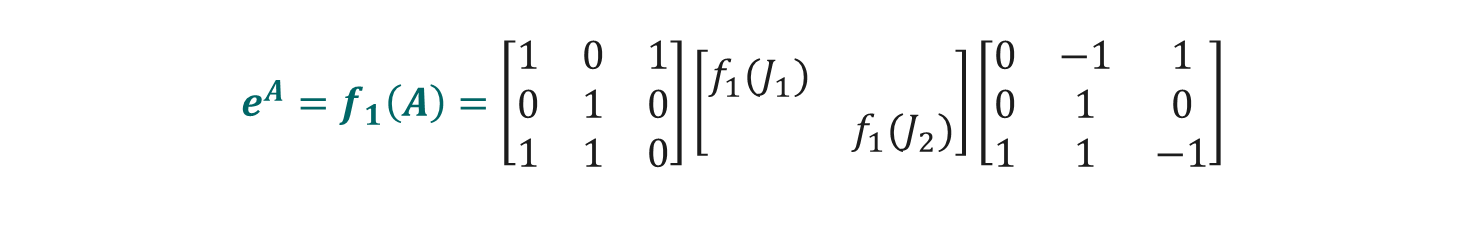 e^A = f_1(A) = [1 0 1; 0 1 0; 1 1 0] [f_1(J_1) ; f_1(J_2)] [0 −1 1; 0 1 0; 1 1 −1]